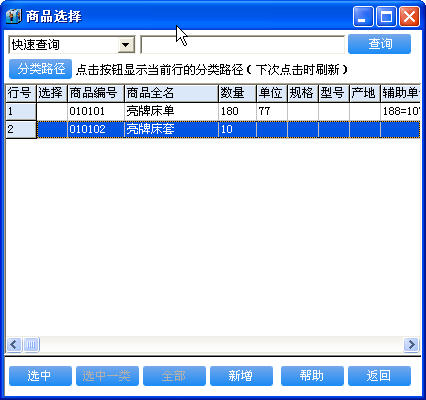 商品选择
快速查询 查询
分类路径 点击按钮显示当前行的分类路径（下次点击时刷新）
行号 选择 商品编号 商品全名 数量 单位 规格 型号 产地 辅助单
1 010101 亮牌床单 180 77 188=10
2 010102 亮牌床套 10
选中 选中一类 全部 新增 帮助 返回